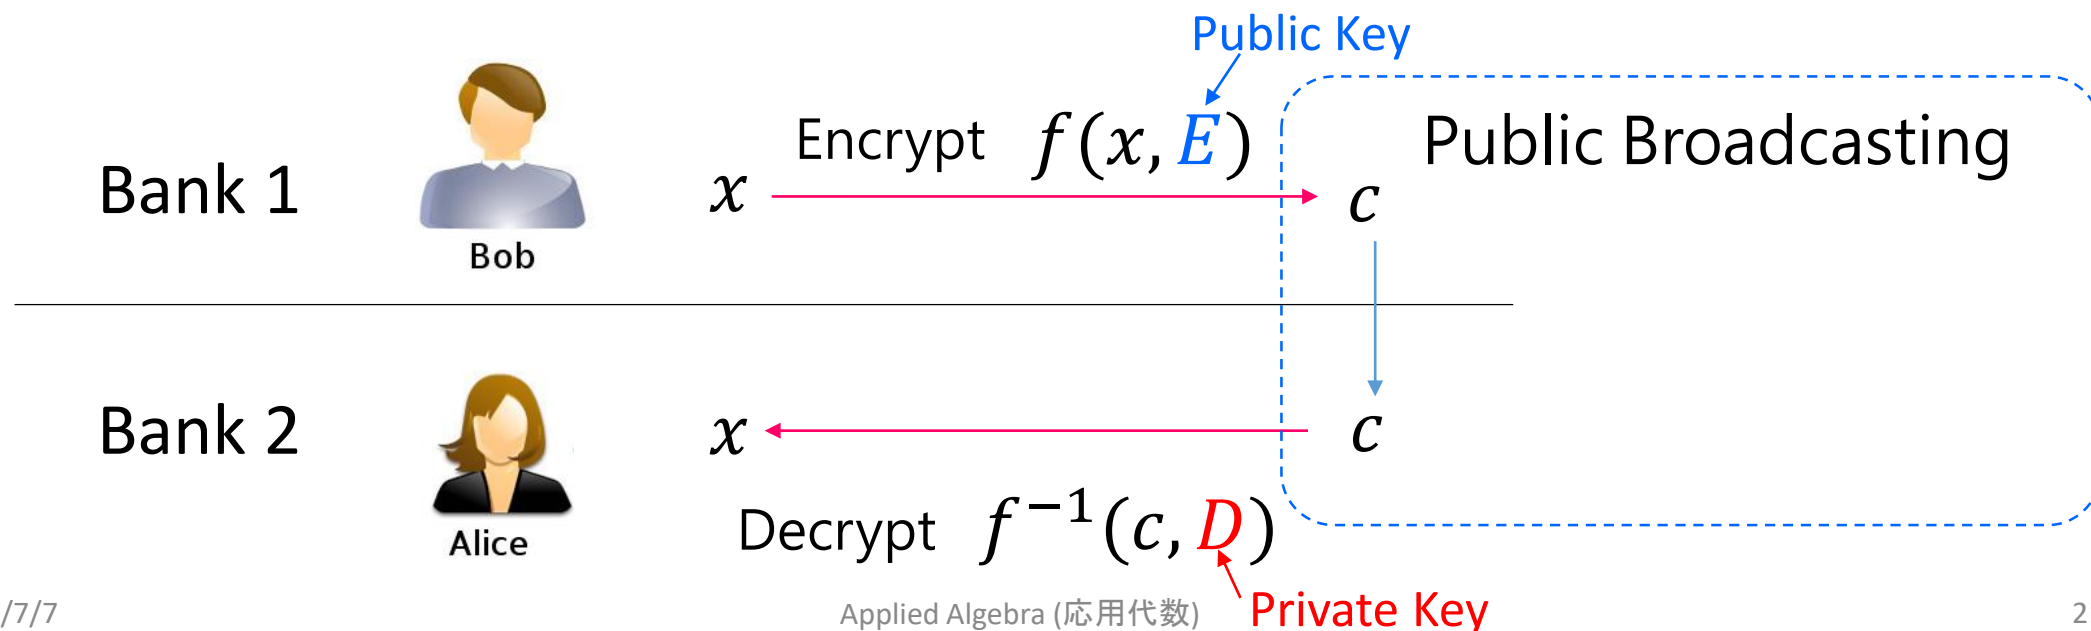 Public Key
Encrypt f(x, E)
Public Broadcasting
Bank 1
x
c
Bob
Bank 2
x
c
Alice
Decrypt f⁻¹(c, D)
Private Key
/7/7
Applied Algebra (応用代数)
2